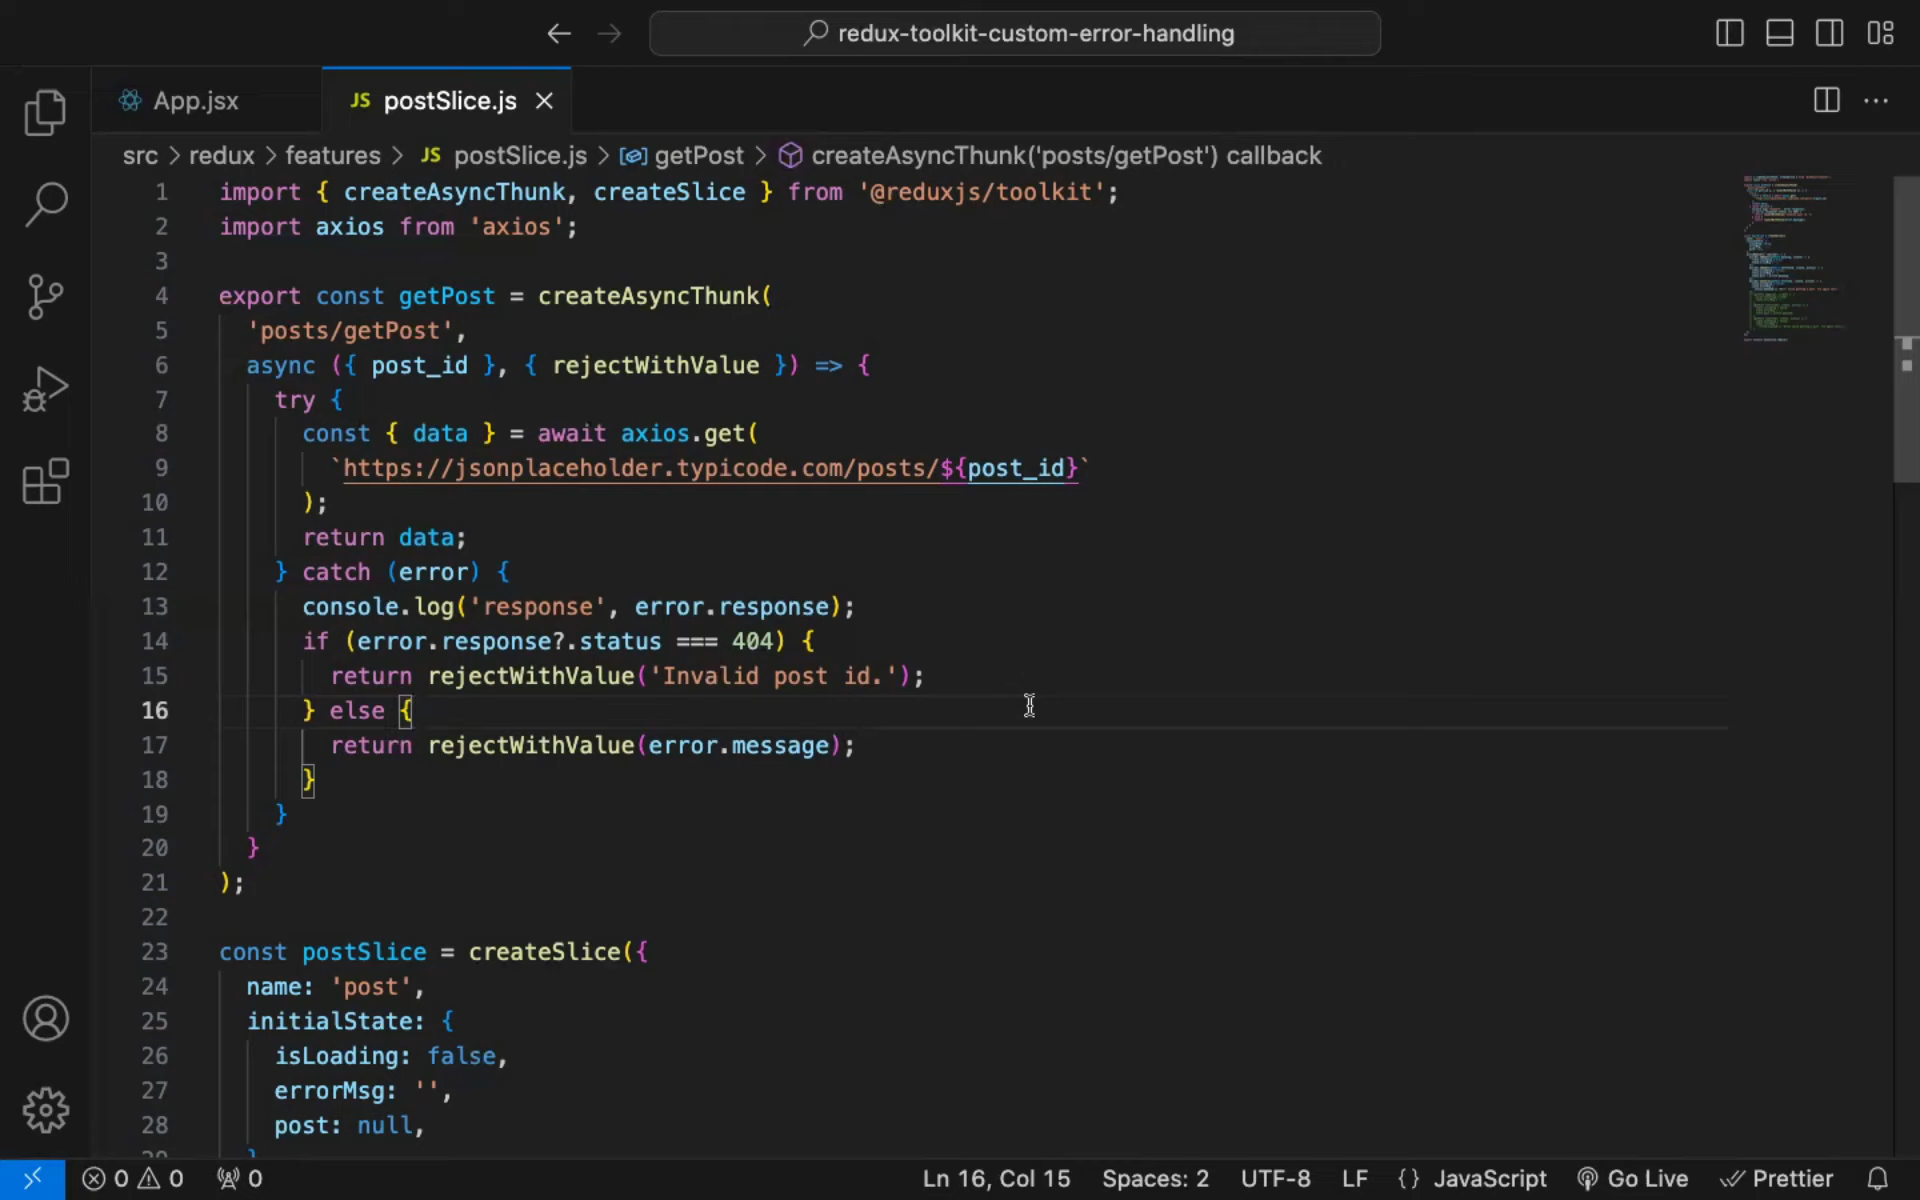 redux-toolkit-custom-error-handling
App.jsx
JS postSlice.js
src > redux > features > JS postSlice.js > getPost > createAsyncThunk('posts/getPost') callback
1 import { createAsyncThunk, createSlice } from '@reduxjs/toolkit';
2 import axios from 'axios';
3
4 export const getPost = createAsyncThunk(
5 'posts/getPost',
6 async ({ post_id }, { rejectWithValue }) => {
7 try {
8 const { data } = await axios.get(
9 `https://jsonplaceholder.typicode.com/posts/${post_id}`
10 );
11 return data;
12 } catch (error) {
13 console.log('response', error.response);
14 if (error.response?.status === 404) {
15 return rejectWithValue('Invalid post id.');
16 } else {
17 return rejectWithValue(error.message);
18 }
19 }
20 }
21 );
22
23 const postSlice = createSlice({
24 name: 'post',
25 initialState: {
26 isLoading: false,
27 errorMsg: '',
28 post: null,
0 0 0 Ln 16, Col 15 Spaces: 2 UTF-8 LF {} JavaScript Go Live Prettier